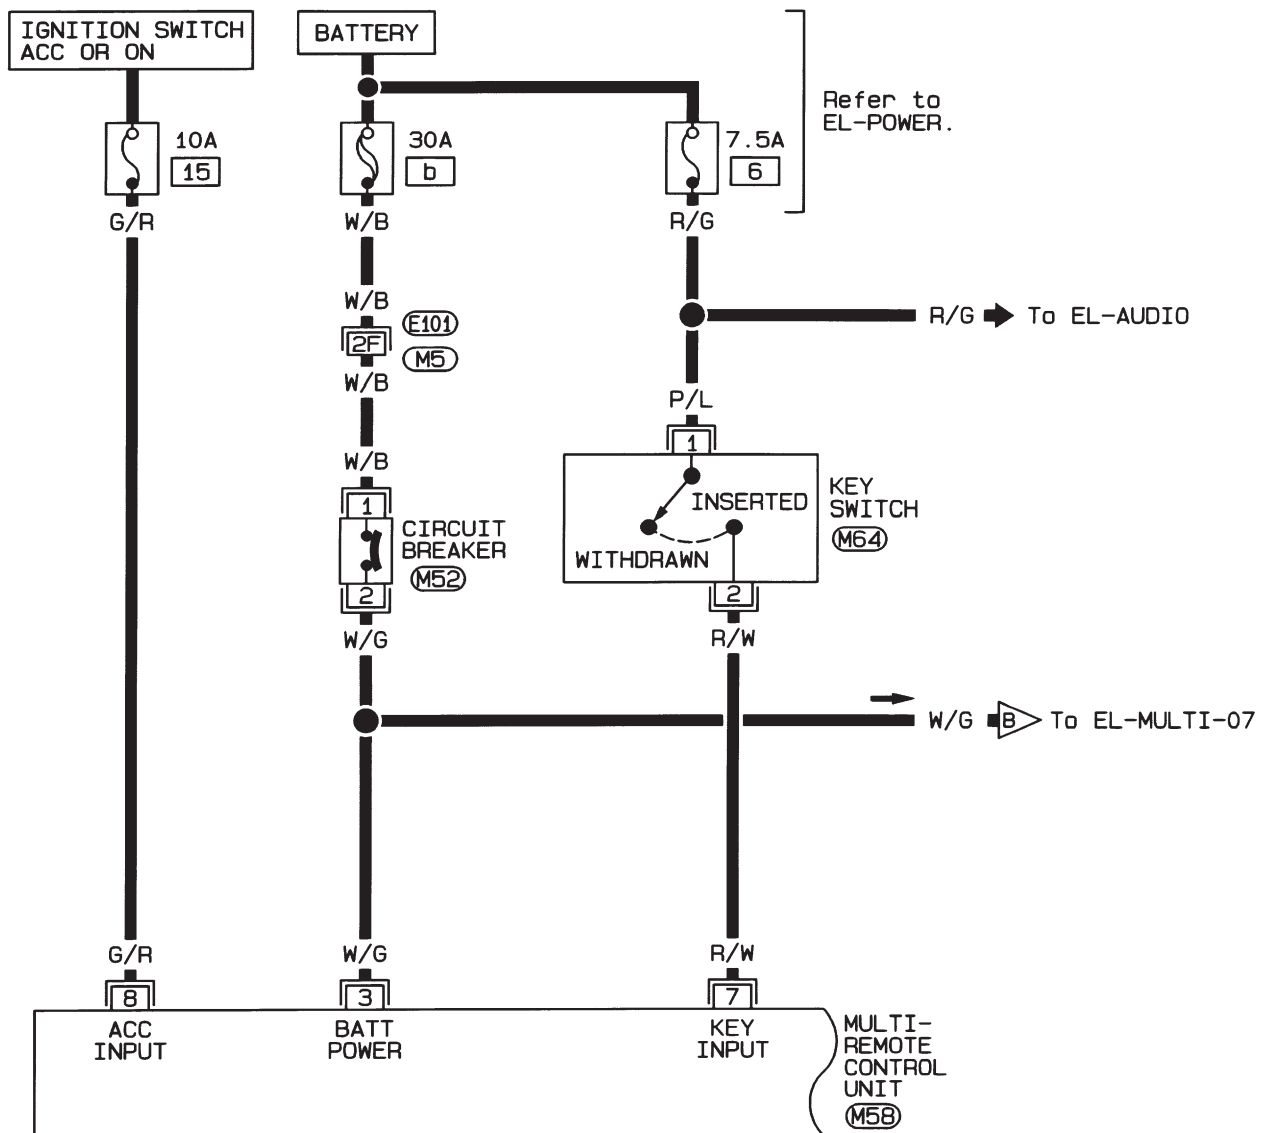 IGNITION SWITCH
ACC OR ON
BATTERY
Refer to
EL-POWER.
10A
15
30A
b
7.5A
6
G/R
W/B
R/G
W/B
E101
2F
M5
W/B
R/G
To EL-AUDIO
P/L
1
W/B
1
CIRCUIT
BREAKER
M52
2
INSERTED
WITHDRAWN
KEY
SWITCH
M64
2
W/G
R/W
W/G
B
To EL-MULTI-07
G/R
W/G
R/W
8
3
7
ACC
INPUT
BATT
POWER
KEY
INPUT
MULTI-
REMOTE
CONTROL
UNIT
M58